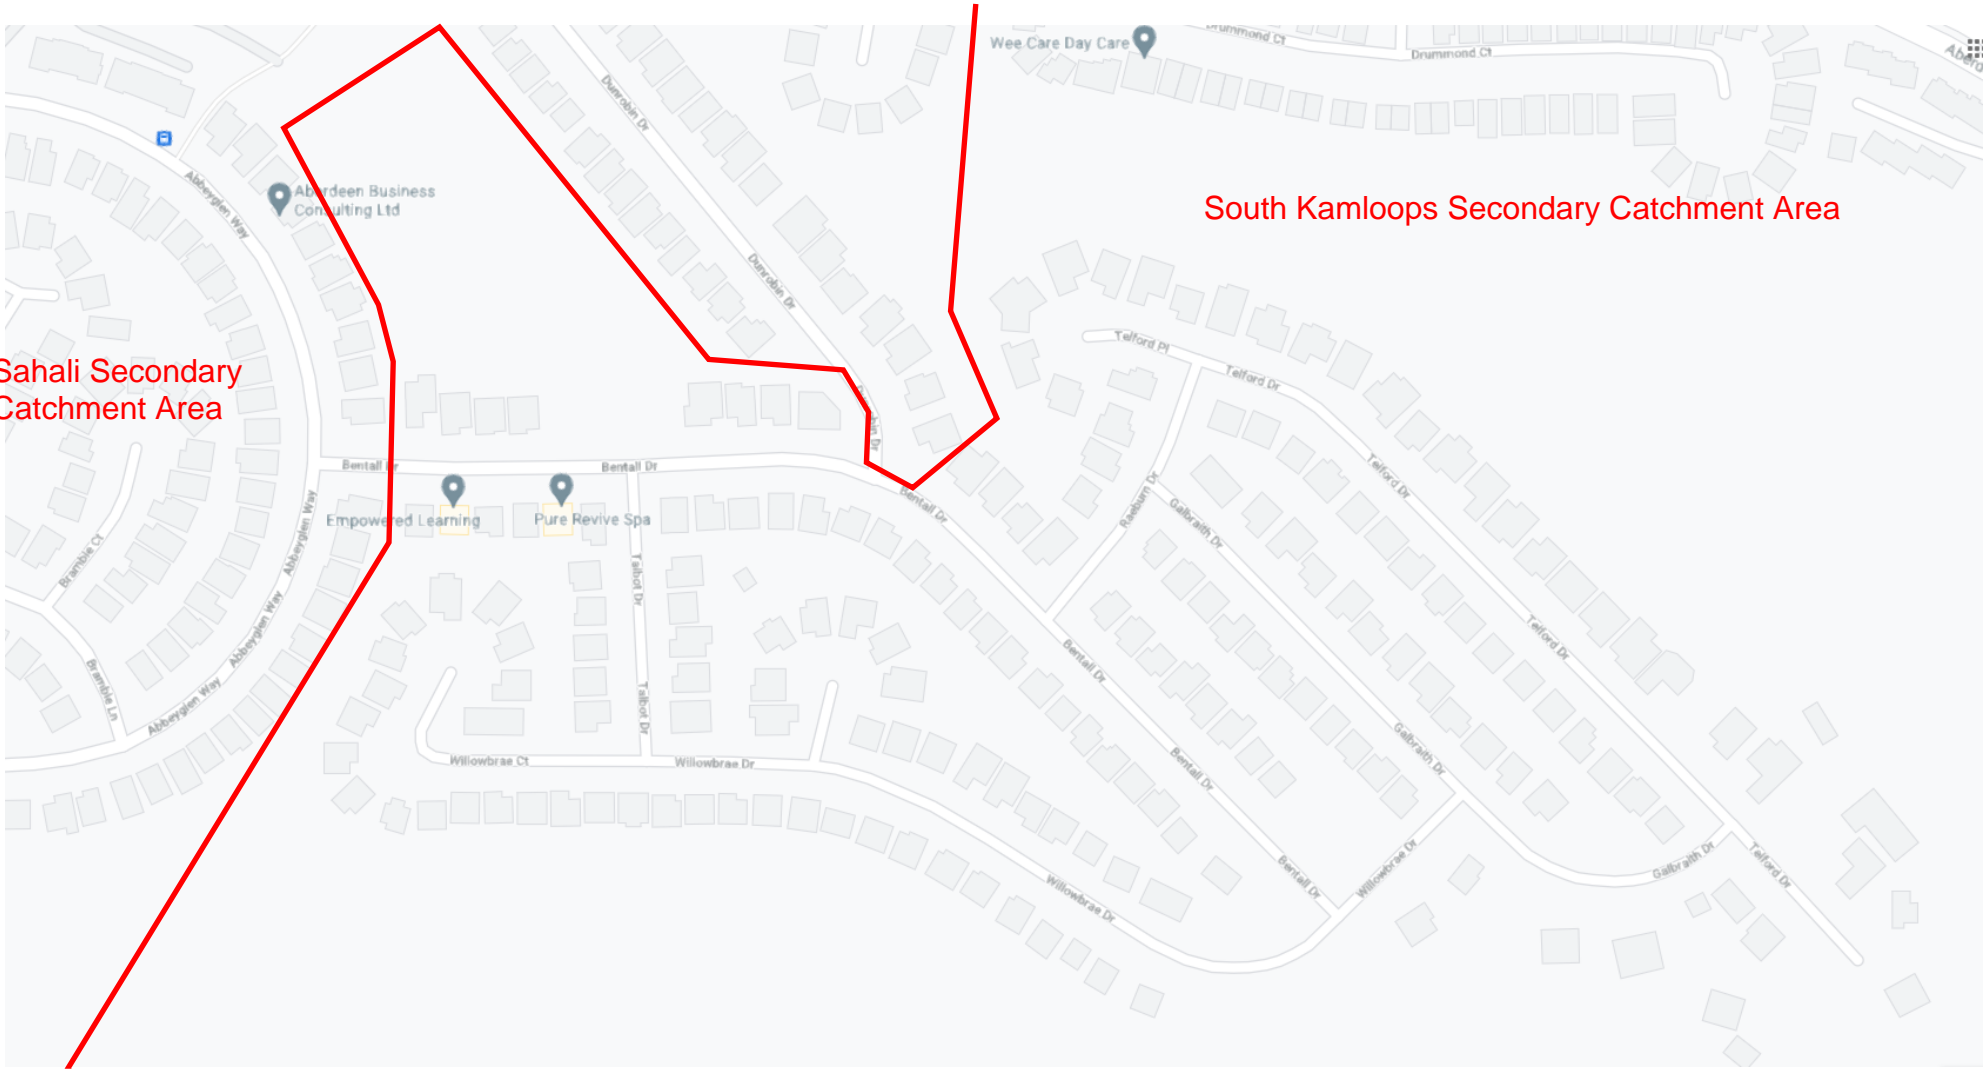 Wee Care Day Care
Drummond Ct
Drummond Ct
Dunrobin Dr
Abbeyglen Way
Aberdeen Business
Consulting Ltd
South Kamloops Secondary Catchment Area
Dunrobin Dr
Telford Pl
Telford Dr
Sahali Secondary
Catchment Area
Dunrobin Dr
Bentall Dr
Bentall Dr
Telford Dr
Bentall Dr
Raeburn Dr
Galbraith Dr
Empowered Learning
Pure Revive Spa
Abbeyglen Way
Bramble Ct
Talbot Dr
Abbeyglen Way
Telford Dr
Bentall Dr
Bramble Ln
Abbeyglen Way
Talbot Dr
Willowbrae Ct
Willowbrae Dr
Bentall Dr
Galbraith Dr
Bentall Dr
Willowbrae Dr
Galbraith Dr
Telford Dr
Willowbrae Dr